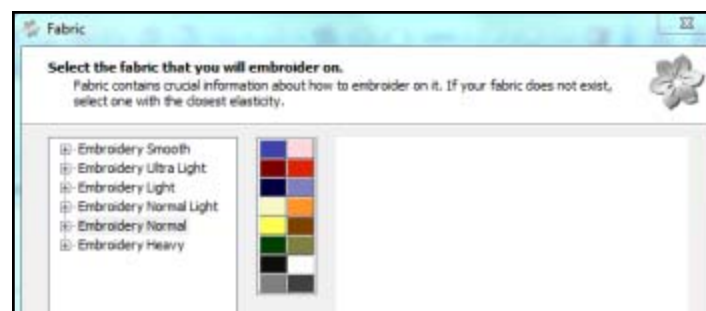 Fabric
Select the fabric that you will embroider on.
Fabric contains crucial information about how to embroider on it. If your fabric does not exist,
select one with the closest elasticity.
Embroidery Smooth
Embroidery Ultra Light
Embroidery Light
Embroidery Normal Light
Embroidery Normal
Embroidery Heavy